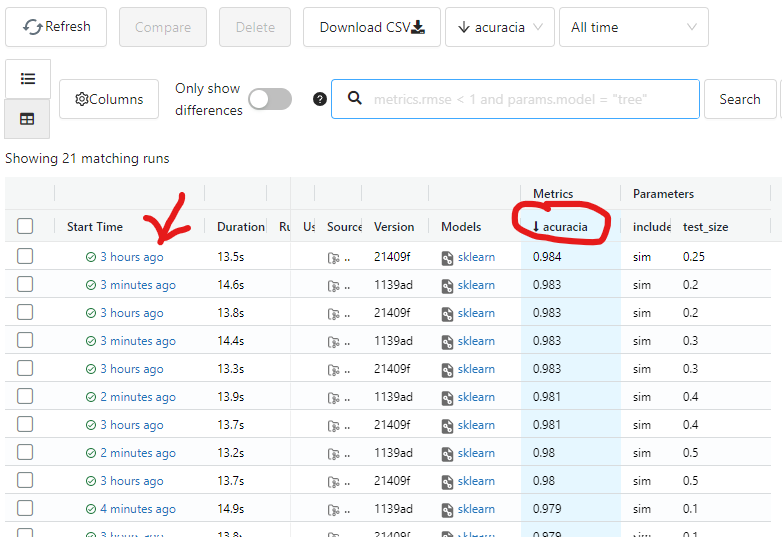 Refresh Compare Delete Download CSV acuracia All time
Columns Only show differences metrics.rmse < 1 and params.model = "tree" Search
Showing 21 matching runs
Metrics Parameters
Start Time Duration Ru Us Source Version Models acuracia include test_size
3 hours ago 13.5s .. 21409f sklearn 0.984 sim 0.25
3 minutes ago 14.6s .. 1139ad sklearn 0.983 sim 0.2
3 hours ago 13.8s .. 21409f sklearn 0.983 sim 0.2
3 minutes ago 14.4s .. 1139ad sklearn 0.983 sim 0.3
3 hours ago 13.3s .. 21409f sklearn 0.983 sim 0.3
2 minutes ago 13.9s .. 1139ad sklearn 0.981 sim 0.4
3 hours ago 13.7s .. 21409f sklearn 0.981 sim 0.4
2 minutes ago 13.2s .. 1139ad sklearn 0.98 sim 0.5
3 hours ago 13.7s .. 21409f sklearn 0.98 sim 0.5
4 minutes ago 14.9s .. 1139ad sklearn 0.979 sim 0.1
3 hours ago 13.8s .. 21409f sklearn 0.979 sim 0.1